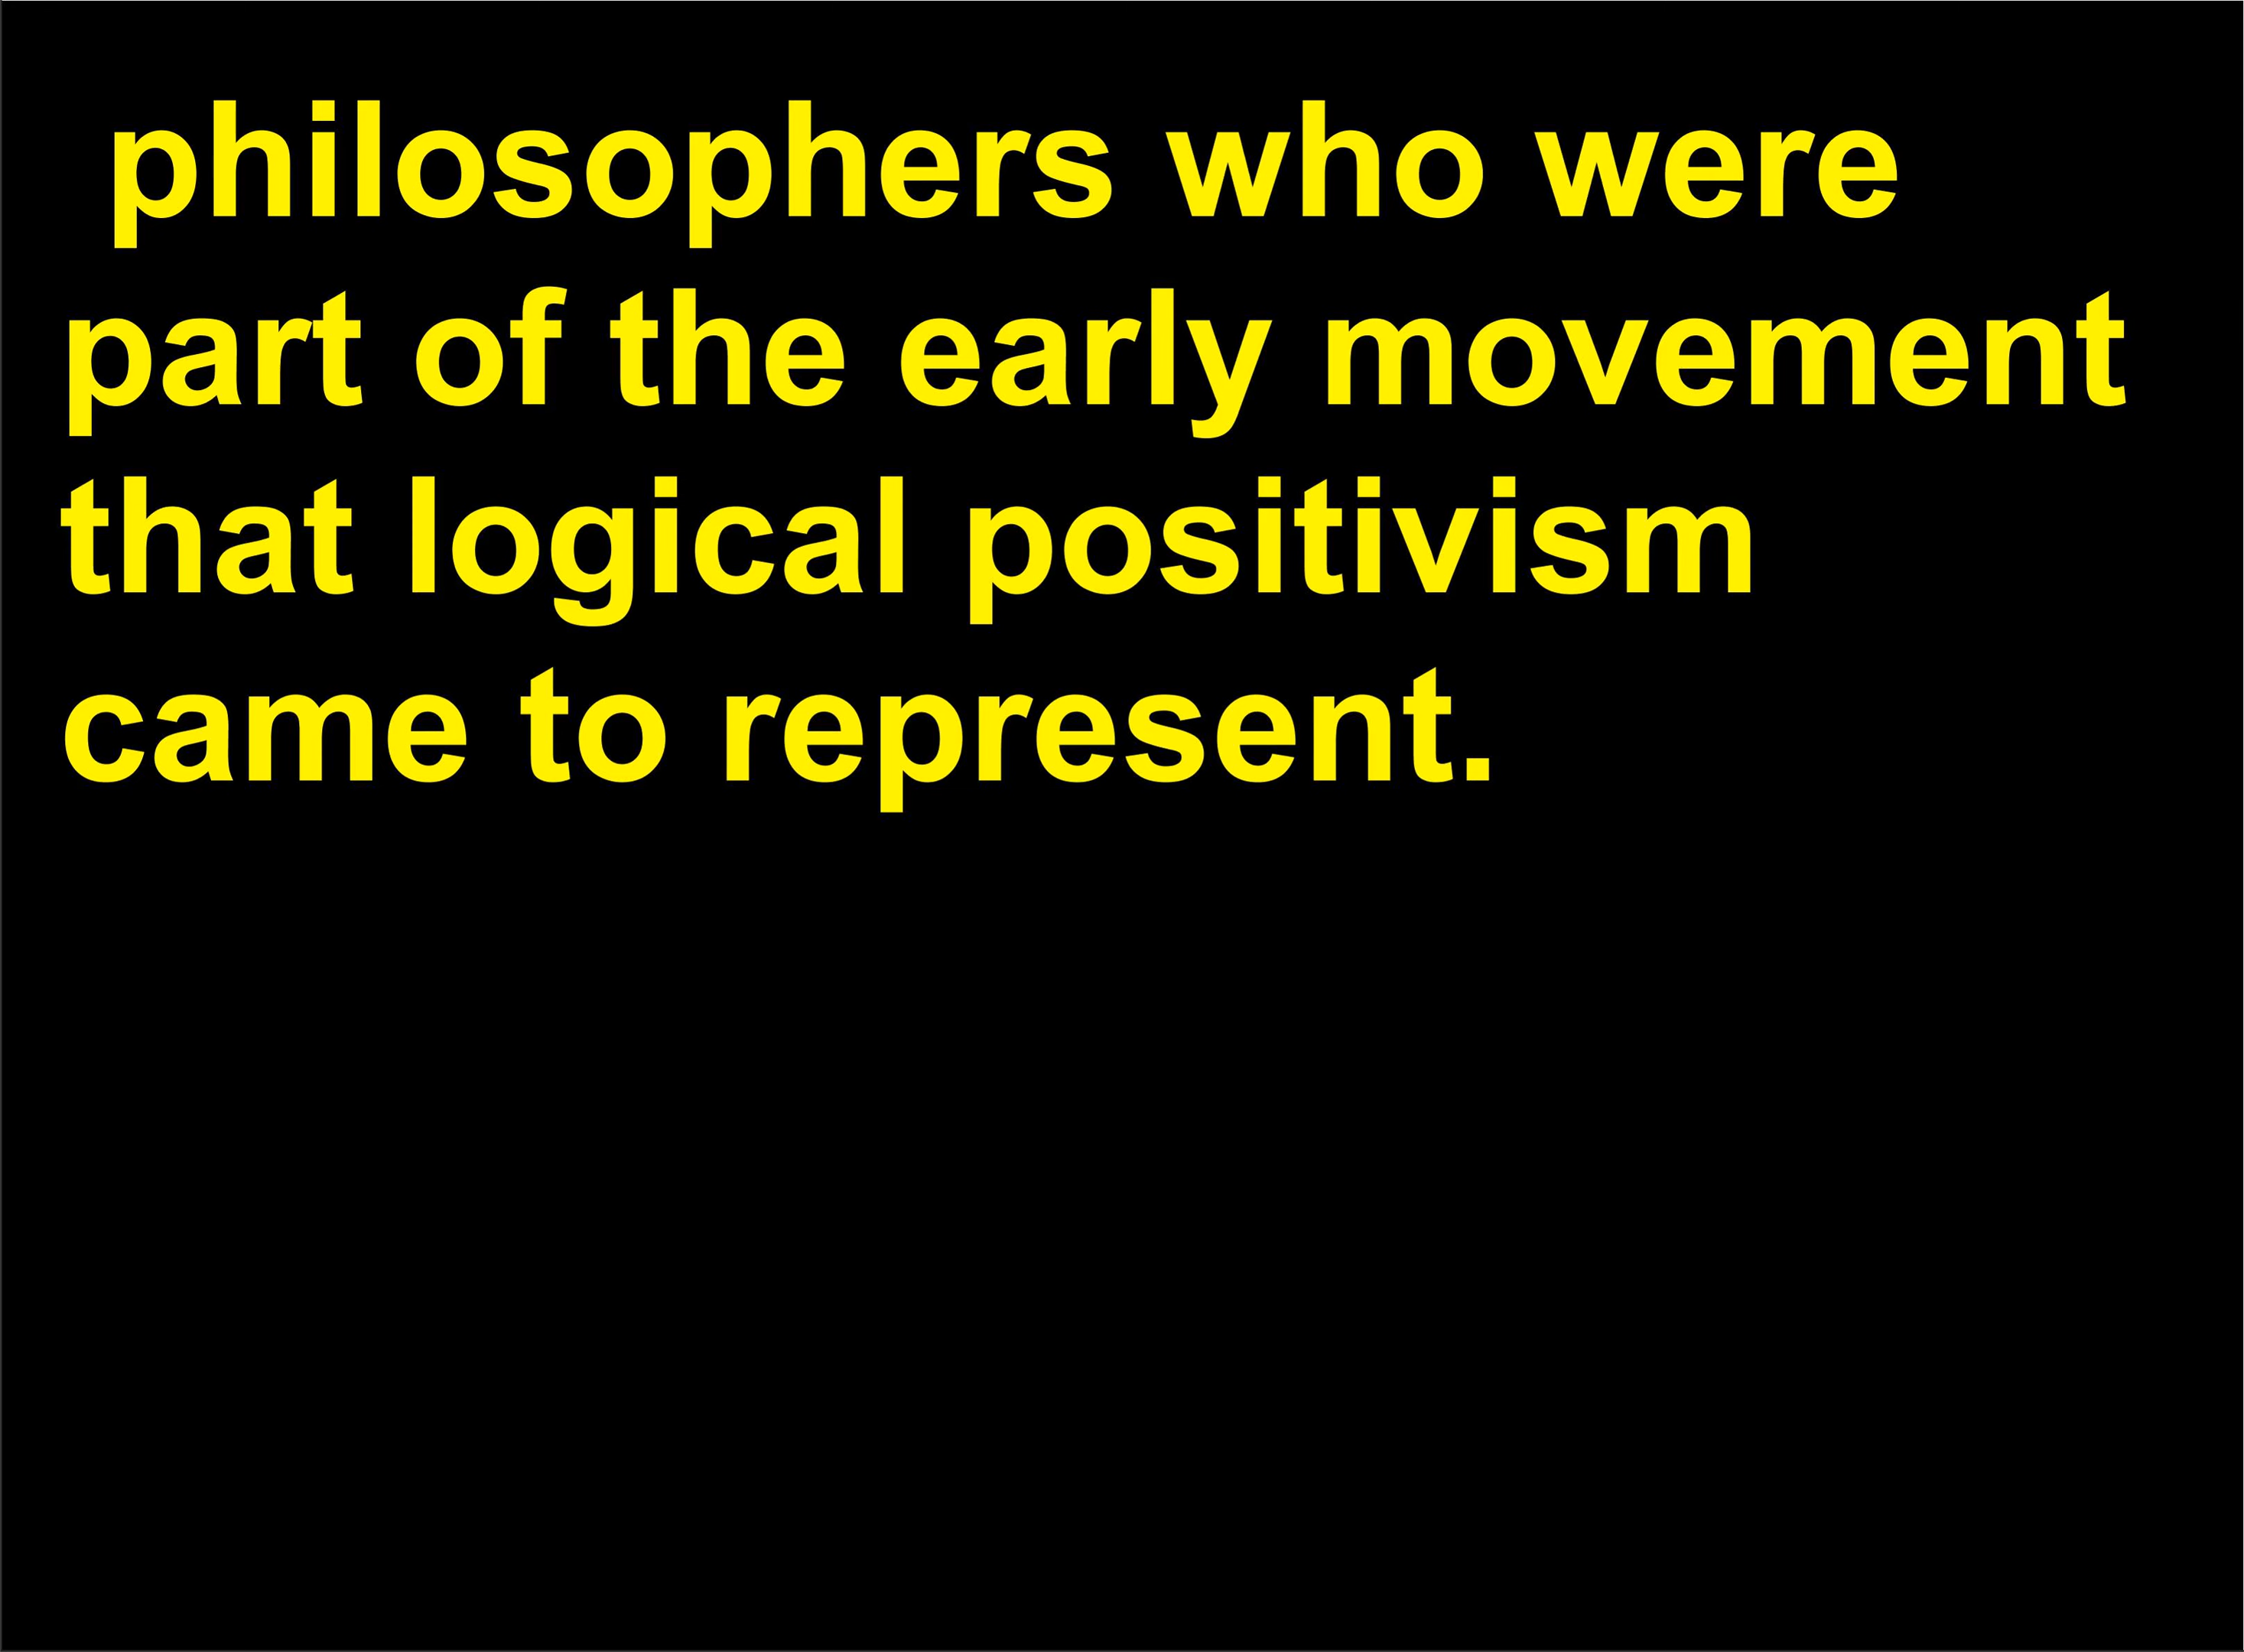 philosophers who were
part of the early movement
that logical positivism
came to represent.